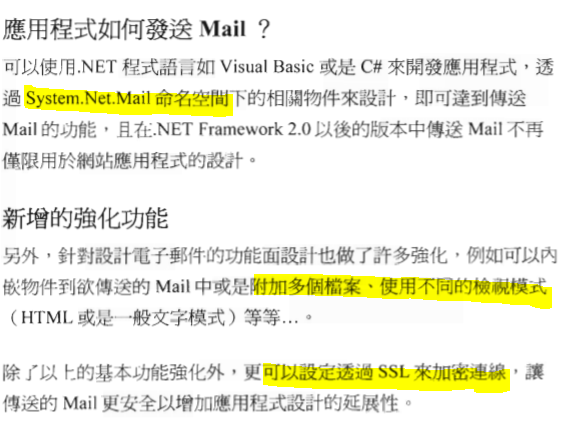 應用程式如何發送 Mail ？
可以使用.NET 程式語言如 Visual Basic 或是 C# 來開發應用程式，透
過 System.Net.Mail 命名空間下的相關物件來設計，即可達到傳送
Mail 的功能，且在.NET Framework 2.0 以後的版本中傳送 Mail 不再
僅限用於網站應用程式的設計。
新增的強化功能
另外，針對設計電子郵件的功能面設計也做了許多強化，例如可以內
嵌物件到欲傳送的 Mail 中或是附加多個檔案、使用不同的檢視模式
（HTML 或是一般文字模式）等等…。
除了以上的基本功能強化外，更可以設定透過 SSL 來加密連線，讓
傳送的 Mail 更安全以增加應用程式設計的延展性。